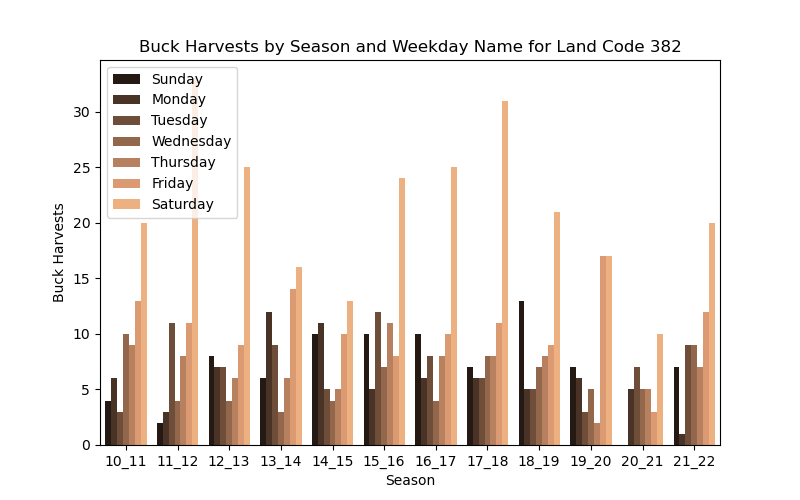 Buck Harvests by Season and Weekday Name for Land Code 382
Sunday
Monday
Tuesday
Wednesday
Thursday
Friday
Saturday
30
25
20
15
10
5
0
Buck Harvests
10_11 11_12 12_13 13_14 14_15 15_16 16_17 17_18 18_19 19_20 20_21 21_22
Season